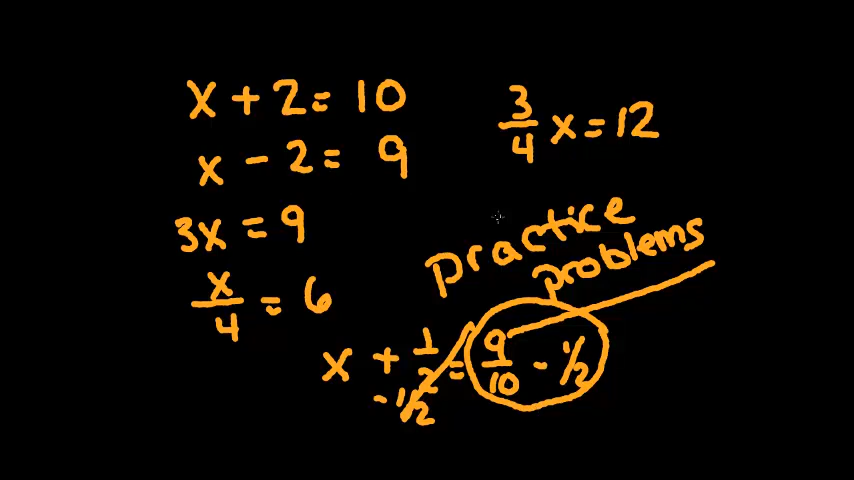 x + 2 = 10
x - 2 = 9
3x = 9
x/4 = 6
3/4 x = 12
practice
problems
x + 1/2 = 9/10 - 1/2
- 1/2